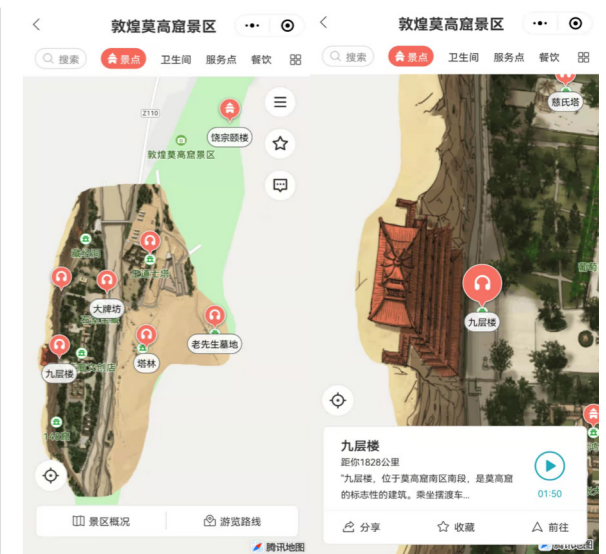 敦煌莫高窟景区
搜索
景点
卫生间
服务点
餐饮
Z110
饶宗颐楼
敦煌莫高窟景区
大牌坊
老先生墓地
塔林
九层楼
景区概况
游览路线
腾讯地图
敦煌莫高窟景区
搜索
景点
卫生间
服务点
餐饮
慈氏塔
九层楼
九层楼
距你1828公里
"九层楼，位于莫高窟南区南段，是莫高窟
的标志性的建筑。乘坐摆渡车...
01:50
分享
收藏
前往